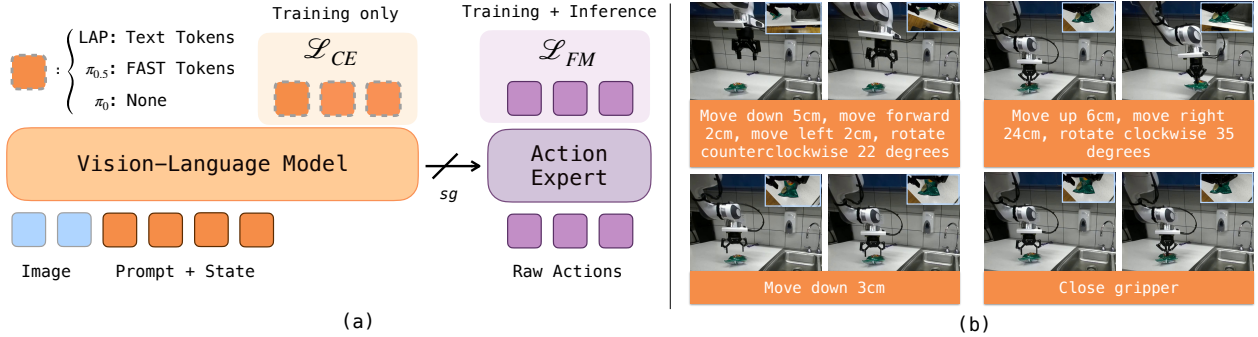 Training only
Training + Inference
LAP: Text Tokens
π0.5: FAST Tokens
π0: None
:
ℒCE
ℒFM
Vision-Language Model
sg
Action
Expert
Image
Prompt + State
Raw Actions
(a)
Move down 5cm, move forward
2cm, move left 2cm, rotate
counterclockwise 22 degrees
Move up 6cm, move right
24cm, rotate clockwise 35
degrees
Move down 3cm
Close gripper
(b)